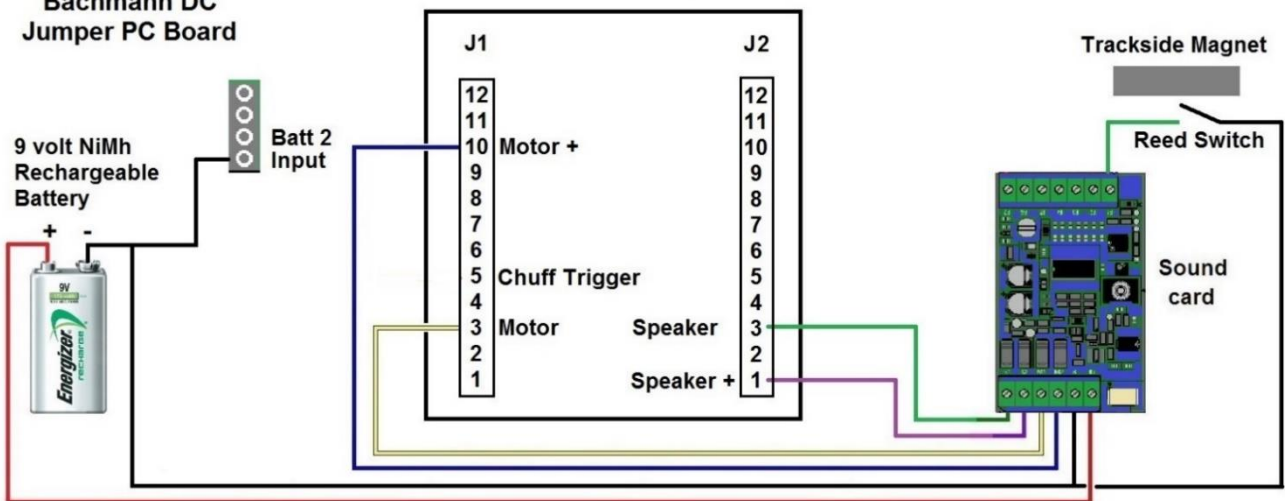 Bachmann DC
Jumper PC Board
9 volt NiMh
Rechargeable
Battery
+ -
9V
Energizer
recharge
Batt 2
Input
J1
12
11
10 Motor +
9
8
7
6
5 Chuff Trigger
4
3 Motor
2
1
J2
12
11
10
9
8
7
6
5
4
Speaker 3
2
Speaker + 1
Trackside Magnet
Reed Switch
Sound
card